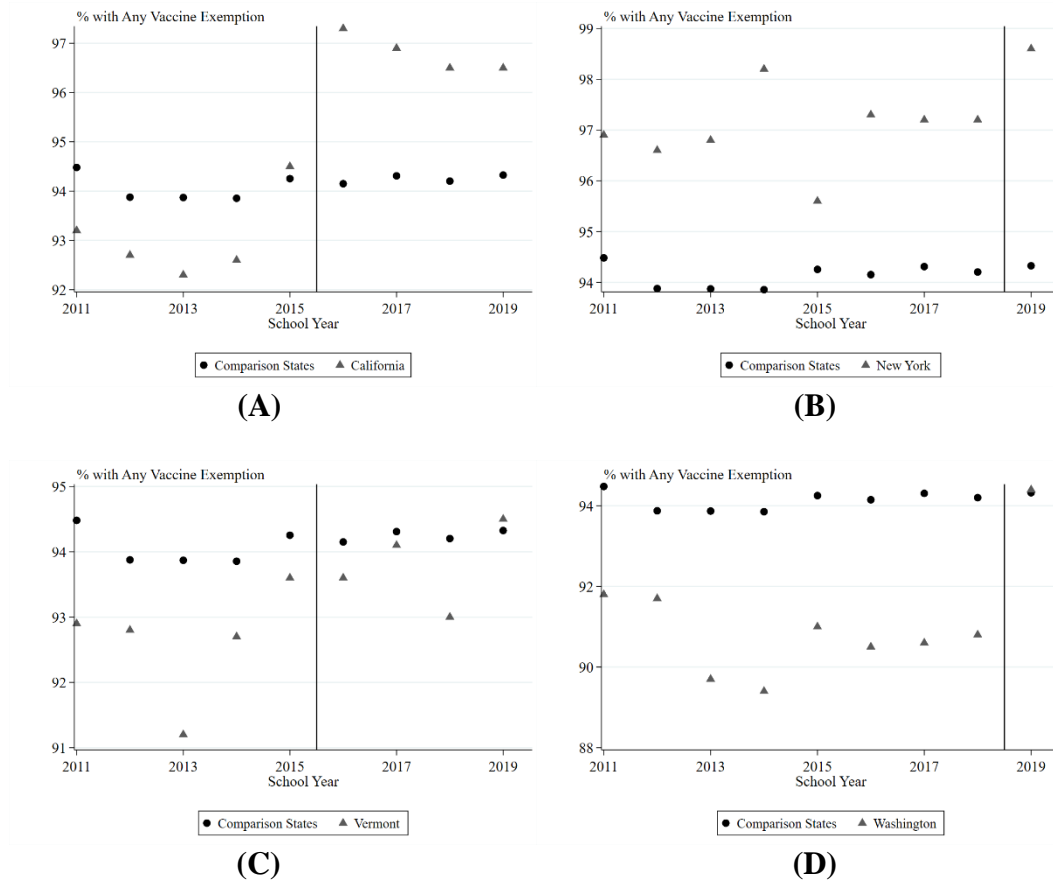 % with Any Vaccine Exemption
97
96
95
94
93
92
2011 2013 2015 2017 2019
School Year
Comparison States California
(A)
% with Any Vaccine Exemption
99
98
97
96
95
94
2011 2013 2015 2017 2019
School Year
Comparison States New York
(B)
% with Any Vaccine Exemption
95
94
93
92
91
2011 2013 2015 2017 2019
School Year
Comparison States Vermont
(C)
% with Any Vaccine Exemption
94
92
90
88
2011 2013 2015 2017 2019
School Year
Comparison States Washington
(D)